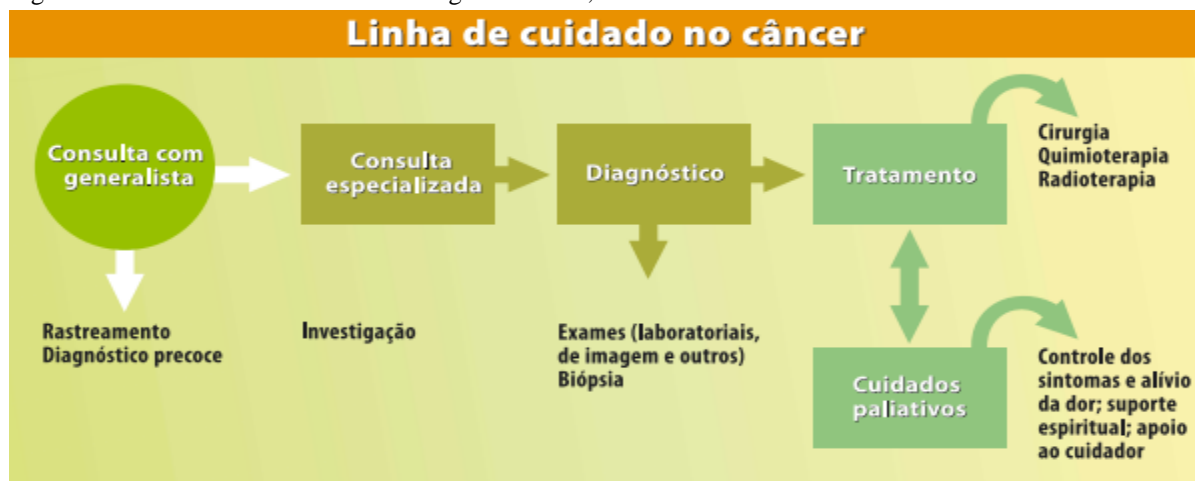 Linha de cuidado no câncer
Consulta com
generalista
Consulta
especializada
Diagnóstico
Tratamento
Cirurgia
Quimioterapia
Radioterapia
Rastreamento
Diagnóstico precoce
Investigação
Exames (laboratoriais,
de imagem e outros)
Biópsia
Cuidados
paliativos
Controle dos
sintomas e alívio
da dor; suporte
espiritual; apoio
ao cuidador